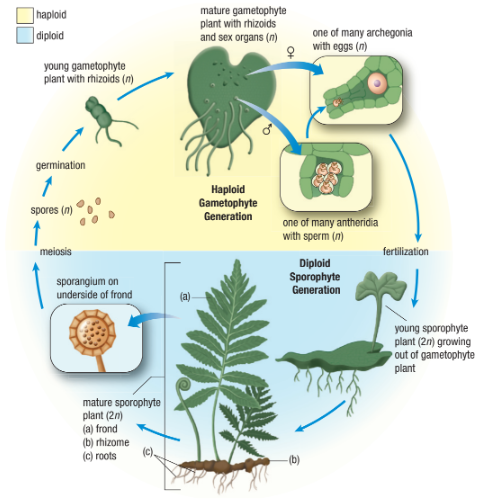 haploid
diploid
mature gametophyte
plant with rhizoids
and sex organs (n)
♀
one of many archegonia
with eggs (n)
young gametophyte
plant with rhizoids (n)
♂
germination
Haploid
Gametophyte
Generation
spores (n)
one of many antheridia
with sperm (n)
meiosis
fertilization
Diploid
Sporophyte
Generation
sporangium on
underside of frond
(a)
young sporophyte
plant (2n) growing
out of gametophyte
plant
mature sporophyte
plant (2n)
(a) frond
(b) rhizome
(c) roots
(c)
(b)